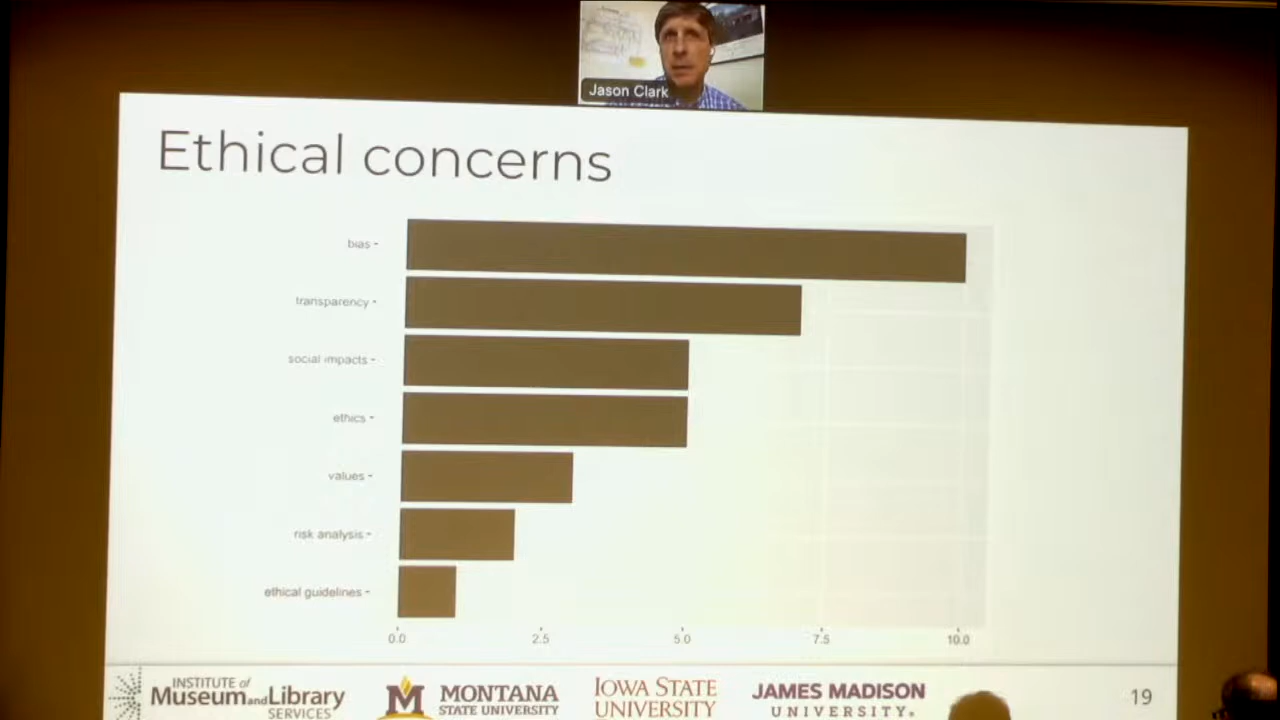 Jason Clark
Ethical concerns
bias
transparency
social impacts
ethics
values
risk analysis
ethical guidelines
0.0 2.5 5.0 7.5 10.0
INSTITUTE of
Museum and Library
SERVICES
M
MONTANA
STATE UNIVERSITY
IOWA STATE
UNIVERSITY
JAMES MADISON
UNIVERSITY.
19